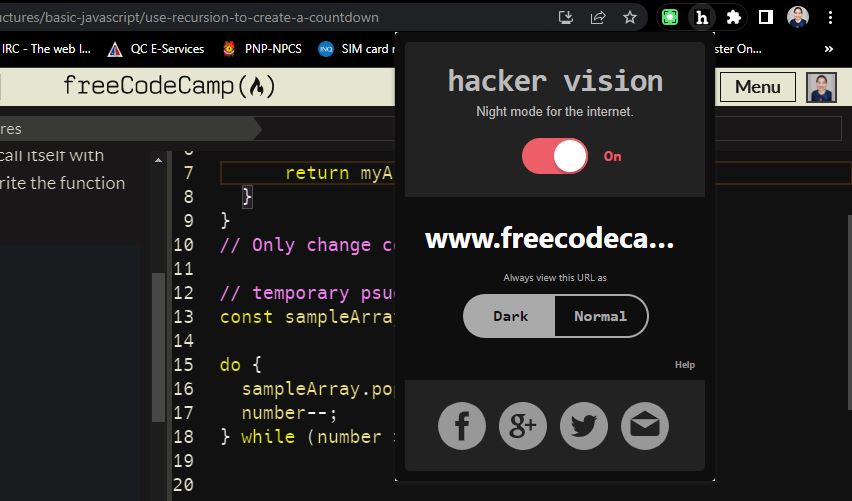 uctures/basic-javascript/use-recursion-to-create-a-countdown
IRC - The web I...
QC E-Services
PNP-NPCS
SIM card r
ster On...
»
freeCodeCamp
Menu
res
call itself with
rite the function
6
7 return myA
8 }
9 }
10 // Only change co
11
12 // temporary psu
13 const sampleArray
14
15 do {
16 sampleArray.pop
17 number--;
18 } while (number >
19
20
hacker vision
Night mode for the internet.
On
www.freecodeca...
Always view this URL as
Dark Normal
Help